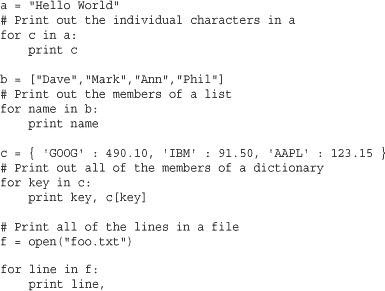 a = "Hello World"
# Print out the individual characters in a
for c in a:
    print c

b = ["Dave","Mark","Ann","Phil"]
# Print out the members of a list
for name in b:
    print name

c = { 'GOOG' : 490.10, 'IBM' : 91.50, 'AAPL' : 123.15 }
# Print out all of the members of a dictionary
for key in c:
    print key, c[key]

# Print all of the lines in a file
f = open("foo.txt")

for line in f:
    print line,